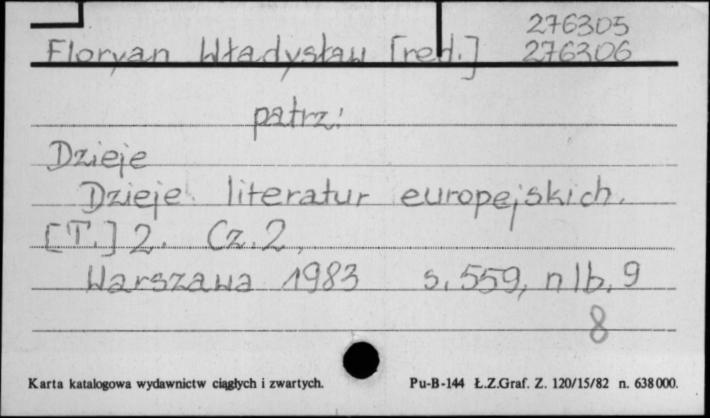 276305
Floryan Władysław [red.] 276306
patrz:
Dzieje
Dzieje literatur europejskich.
[T.] 2. Cz. 2,
Warszawa 1983 s. 559, nlb. 9
8
Karta katalogowa wydawnictw ciągłych i zwartych. Pu-B-144 Ł.Z.Graf. Z. 120/15/82 n. 638000.